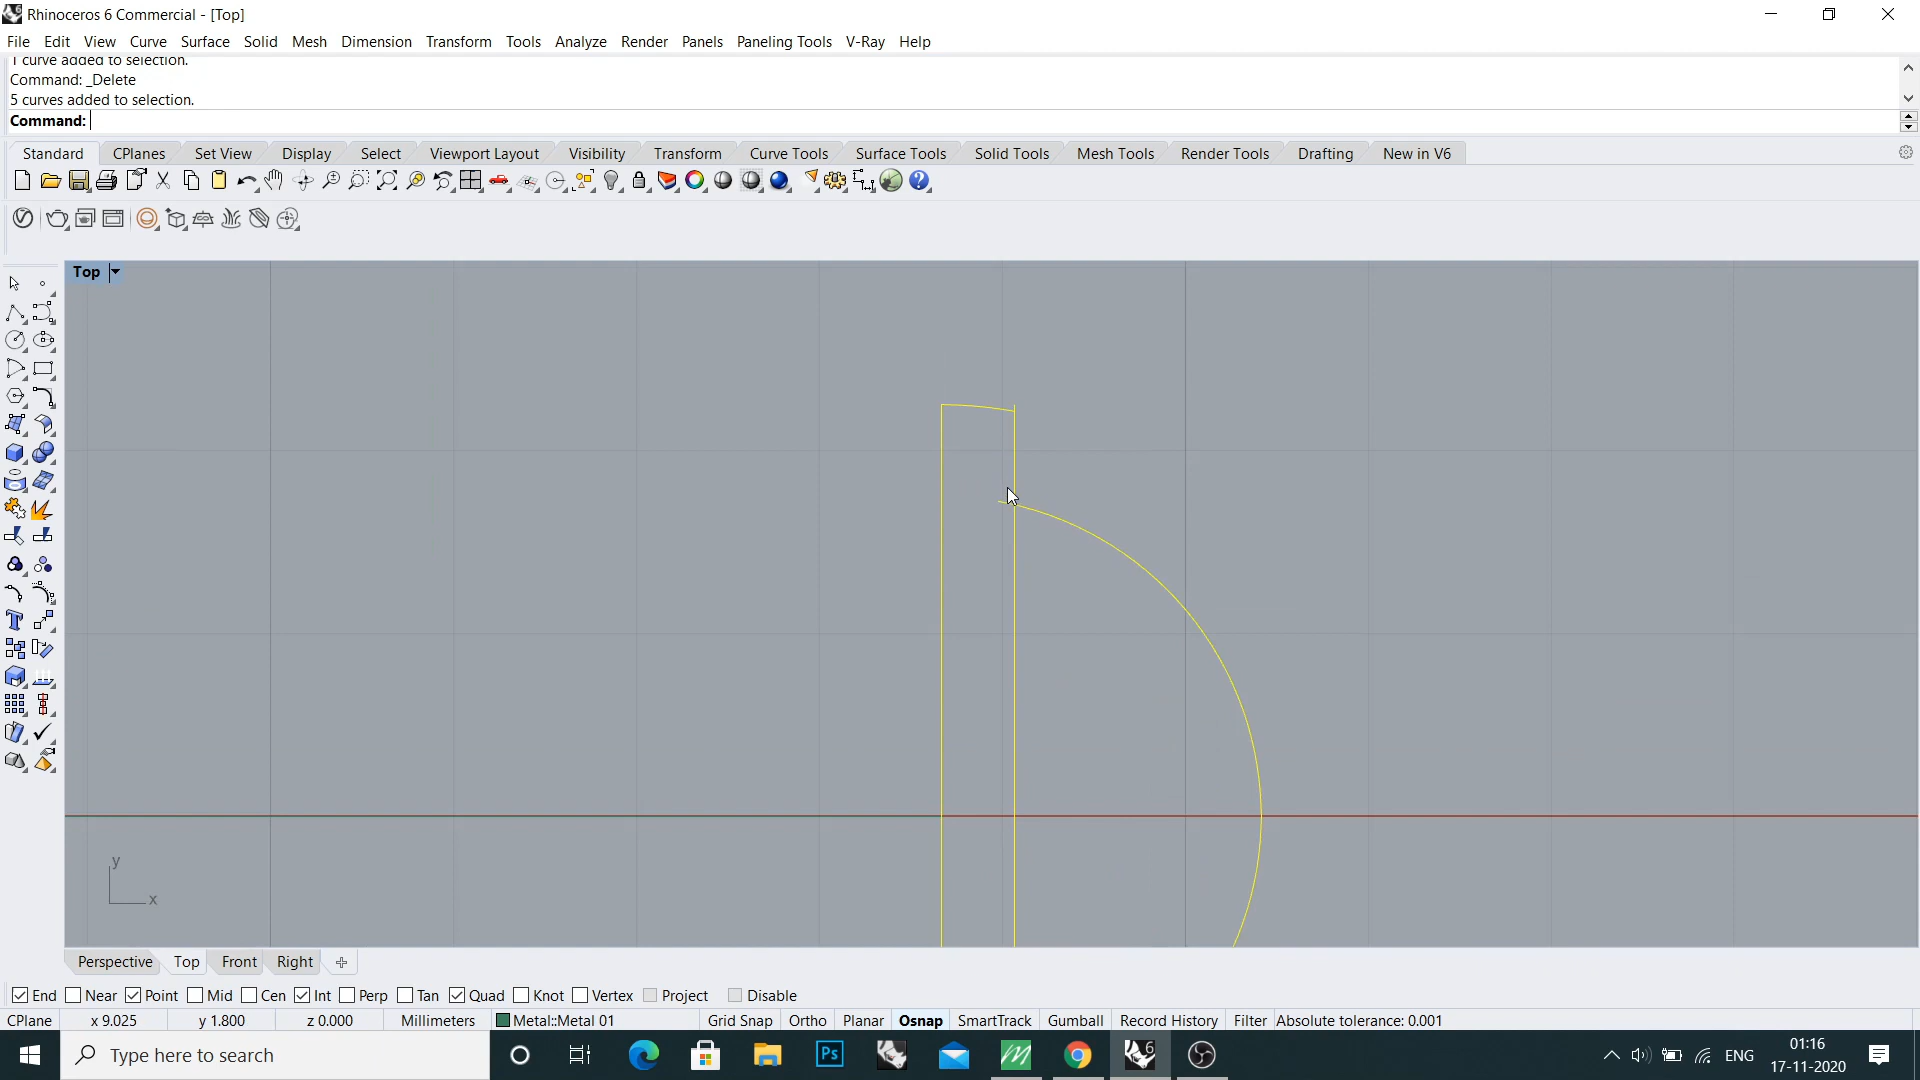 Rhinoceros 6 Commercial - [Top]
File Edit View Curve Surface Solid Mesh Dimension Transform Tools Analyze Render Panels Paneling Tools V-Ray Help
1 curve added to selection.
Command: _Delete
5 curves added to selection.
Command:
Standard CPlanes Set View Display Select Viewport Layout Visibility Transform Curve Tools Surface Tools Solid Tools Mesh Tools Render Tools Drafting New in V6
Top
y
x
Perspective Top Front Right
End Near Point Mid Cen Int Perp Tan Quad Knot Vertex Project Disable
CPlane x 9.025 y 1.800 z 0.000 Millimeters Metal::Metal 01 Grid Snap Ortho Planar Osnap SmartTrack Gumball Record History Filter Absolute tolerance: 0.001
Type here to search Ps 6 ENG 01:16
17-11-2020